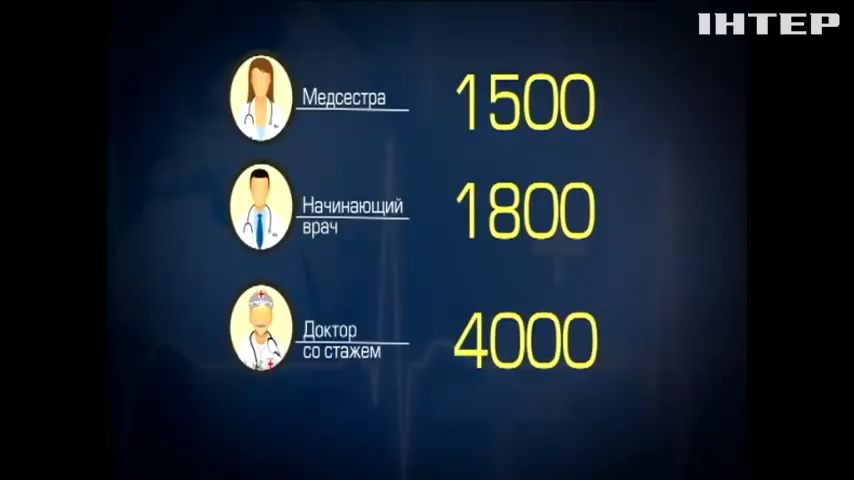 ІНТЕР
Медсестра
1500
Начинающий
врач
1800
Доктор
со стажем
4000